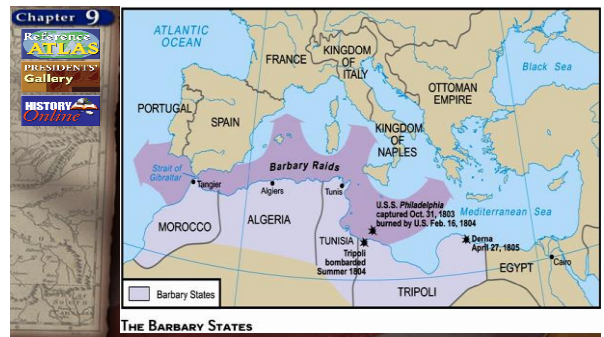 Chapter 9
Reference
ATLAS
PRESIDENTS'
Gallery
HISTORY
Online
ATLANTIC
OCEAN
FRANCE
KINGDOM
OF
ITALY
Black Sea
OTTOMAN
EMPIRE
PORTUGAL
SPAIN
KINGDOM
OF
NAPLES
Strait of
Gibraltar
Barbary Raids
Tangier
Algiers
Tunis
U.S.S. Philadelphia
captured Oct. 31, 1803
burned by U.S. Feb. 16, 1804
Mediterranean Sea
MOROCCO
ALGERIA
TUNISIA
Tripoli
bombarded
Summer 1804
Derna
April 27, 1805
EGYPT
Cairo
TRIPOLI
Barbary States
THE BARBARY STATES